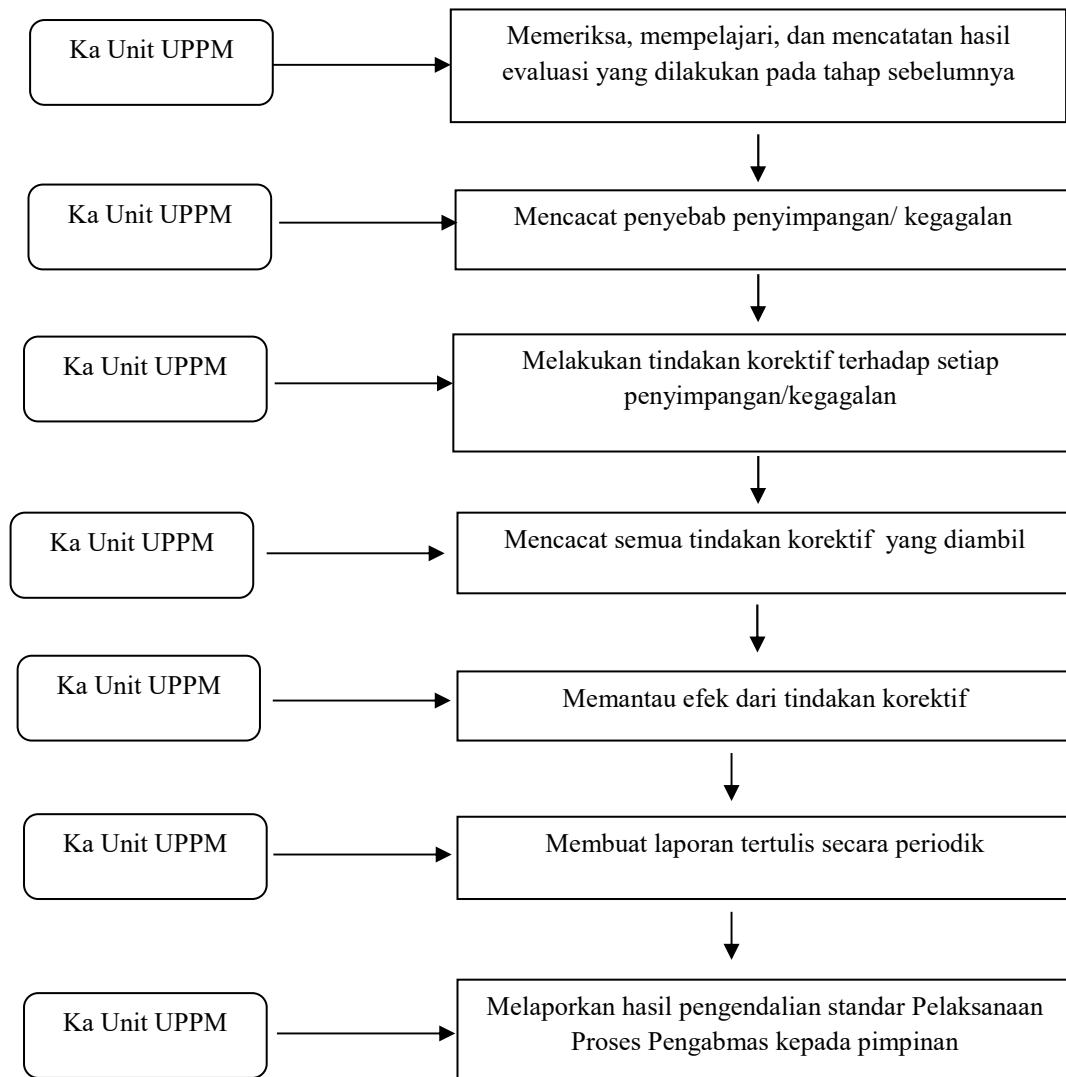 Ka Unit UPPM
Memeriksa, mempelajari, dan mencatatan hasil
evaluasi yang dilakukan pada tahap sebelumnya
Ka Unit UPPM
Mencacat penyebab penyimpangan/ kegagalan
Ka Unit UPPM
Melakukan tindakan korektif terhadap setiap
penyimpangan/kegagalan
Ka Unit UPPM
Mencacat semua tindakan korektif yang diambil
Ka Unit UPPM
Memantau efek dari tindakan korektif
Ka Unit UPPM
Membuat laporan tertulis secara periodik
Ka Unit UPPM
Melaporkan hasil pengendalian standar Pelaksanaan
Proses Pengabmas kepada pimpinan